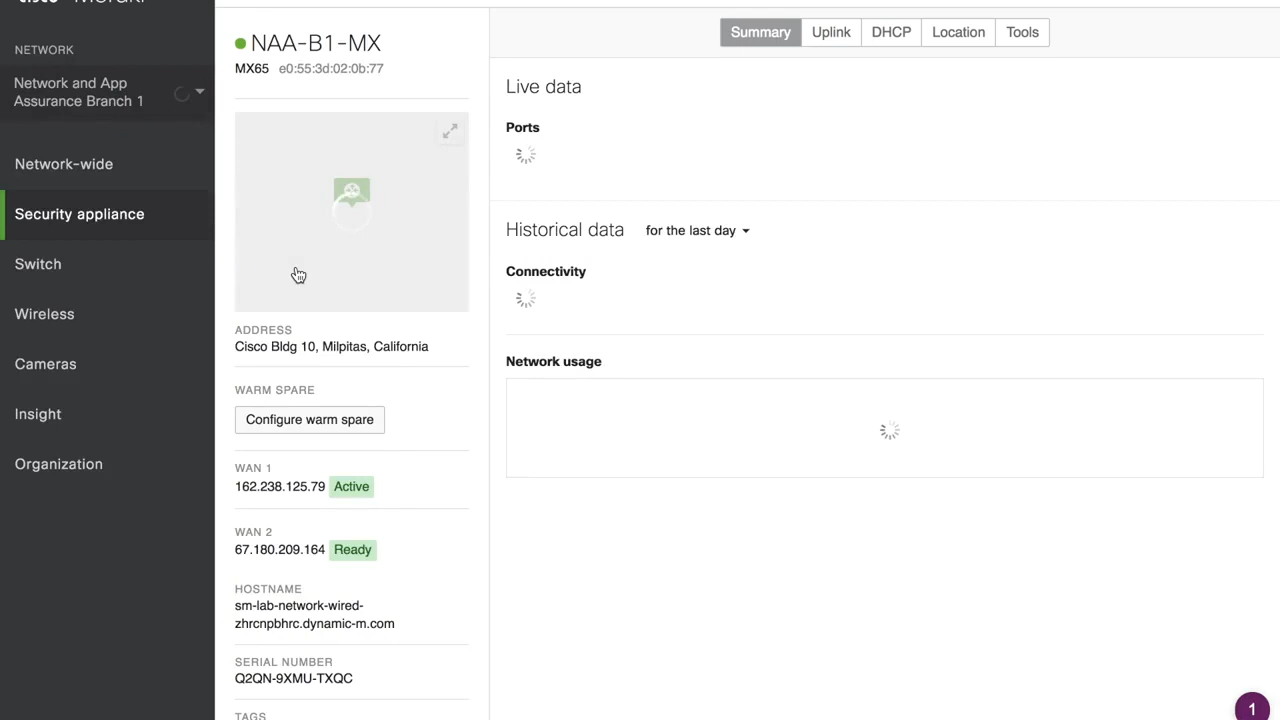 NETWORK
Network and App
Assurance Branch 1
Network-wide
Security appliance
Switch
Wireless
Cameras
Insight
Organization
NAA-B1-MX
MX65 e0:55:3d:02:0b:77
ADDRESS
Cisco Bldg 10, Milpitas, California
WARM SPARE
Configure warm spare
WAN 1
162.238.125.79 Active
WAN 2
67.180.209.164 Ready
HOSTNAME
sm-lab-network-wired-
zhrcnpbhrc.dynamic-m.com
SERIAL NUMBER
Q2QN-9XMU-TXQC
TAGS
Summary Uplink DHCP Location Tools
Live data
Ports
Historical data for the last day
Connectivity
Network usage
1